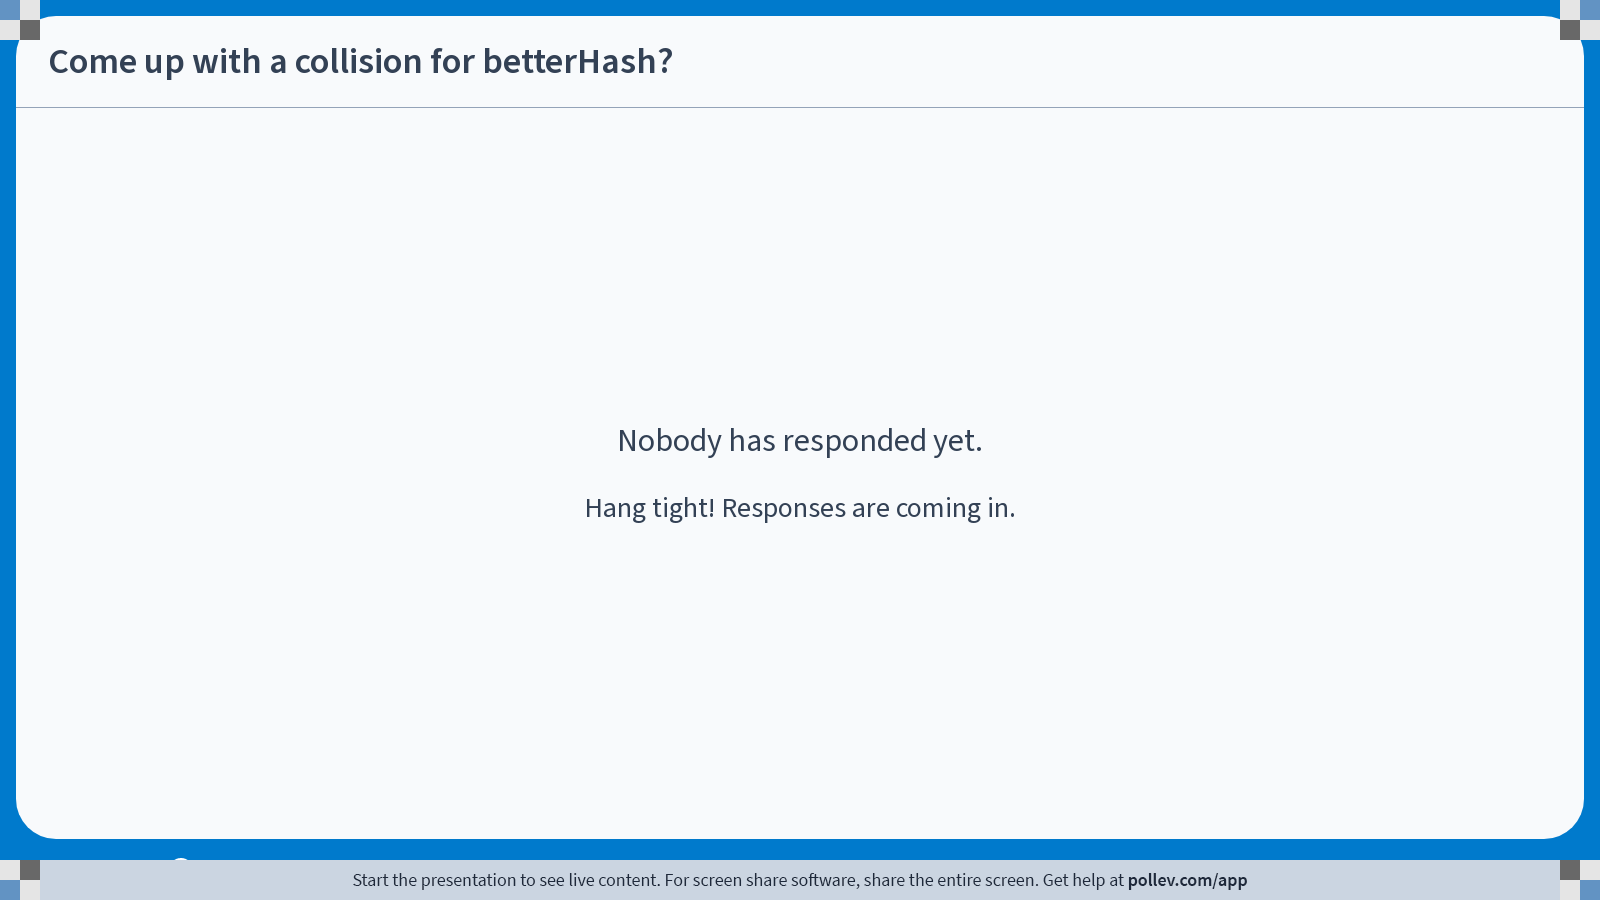 Come up with a collision for betterHash?
Nobody has responded yet.
Hang tight! Responses are coming in.
Start the presentation to see live content. For screen share software, share the entire screen. Get help at pollev.com/app